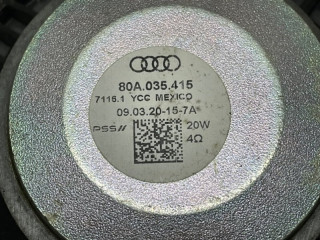 80A.035.415
7116.1 YCC MEXICO
09.03.20-15-7A
PSS//
20W
4Ω